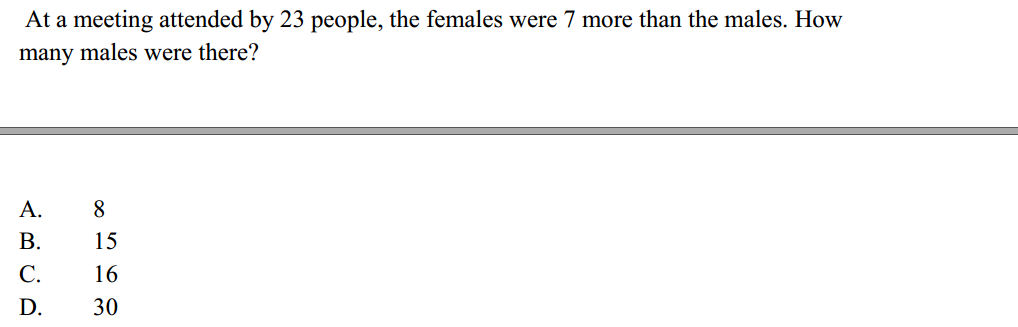 At a meeting attended by 23 people, the females were 7 more than the males. How
many males were there?
A. 8
B. 15
C. 16
D. 30